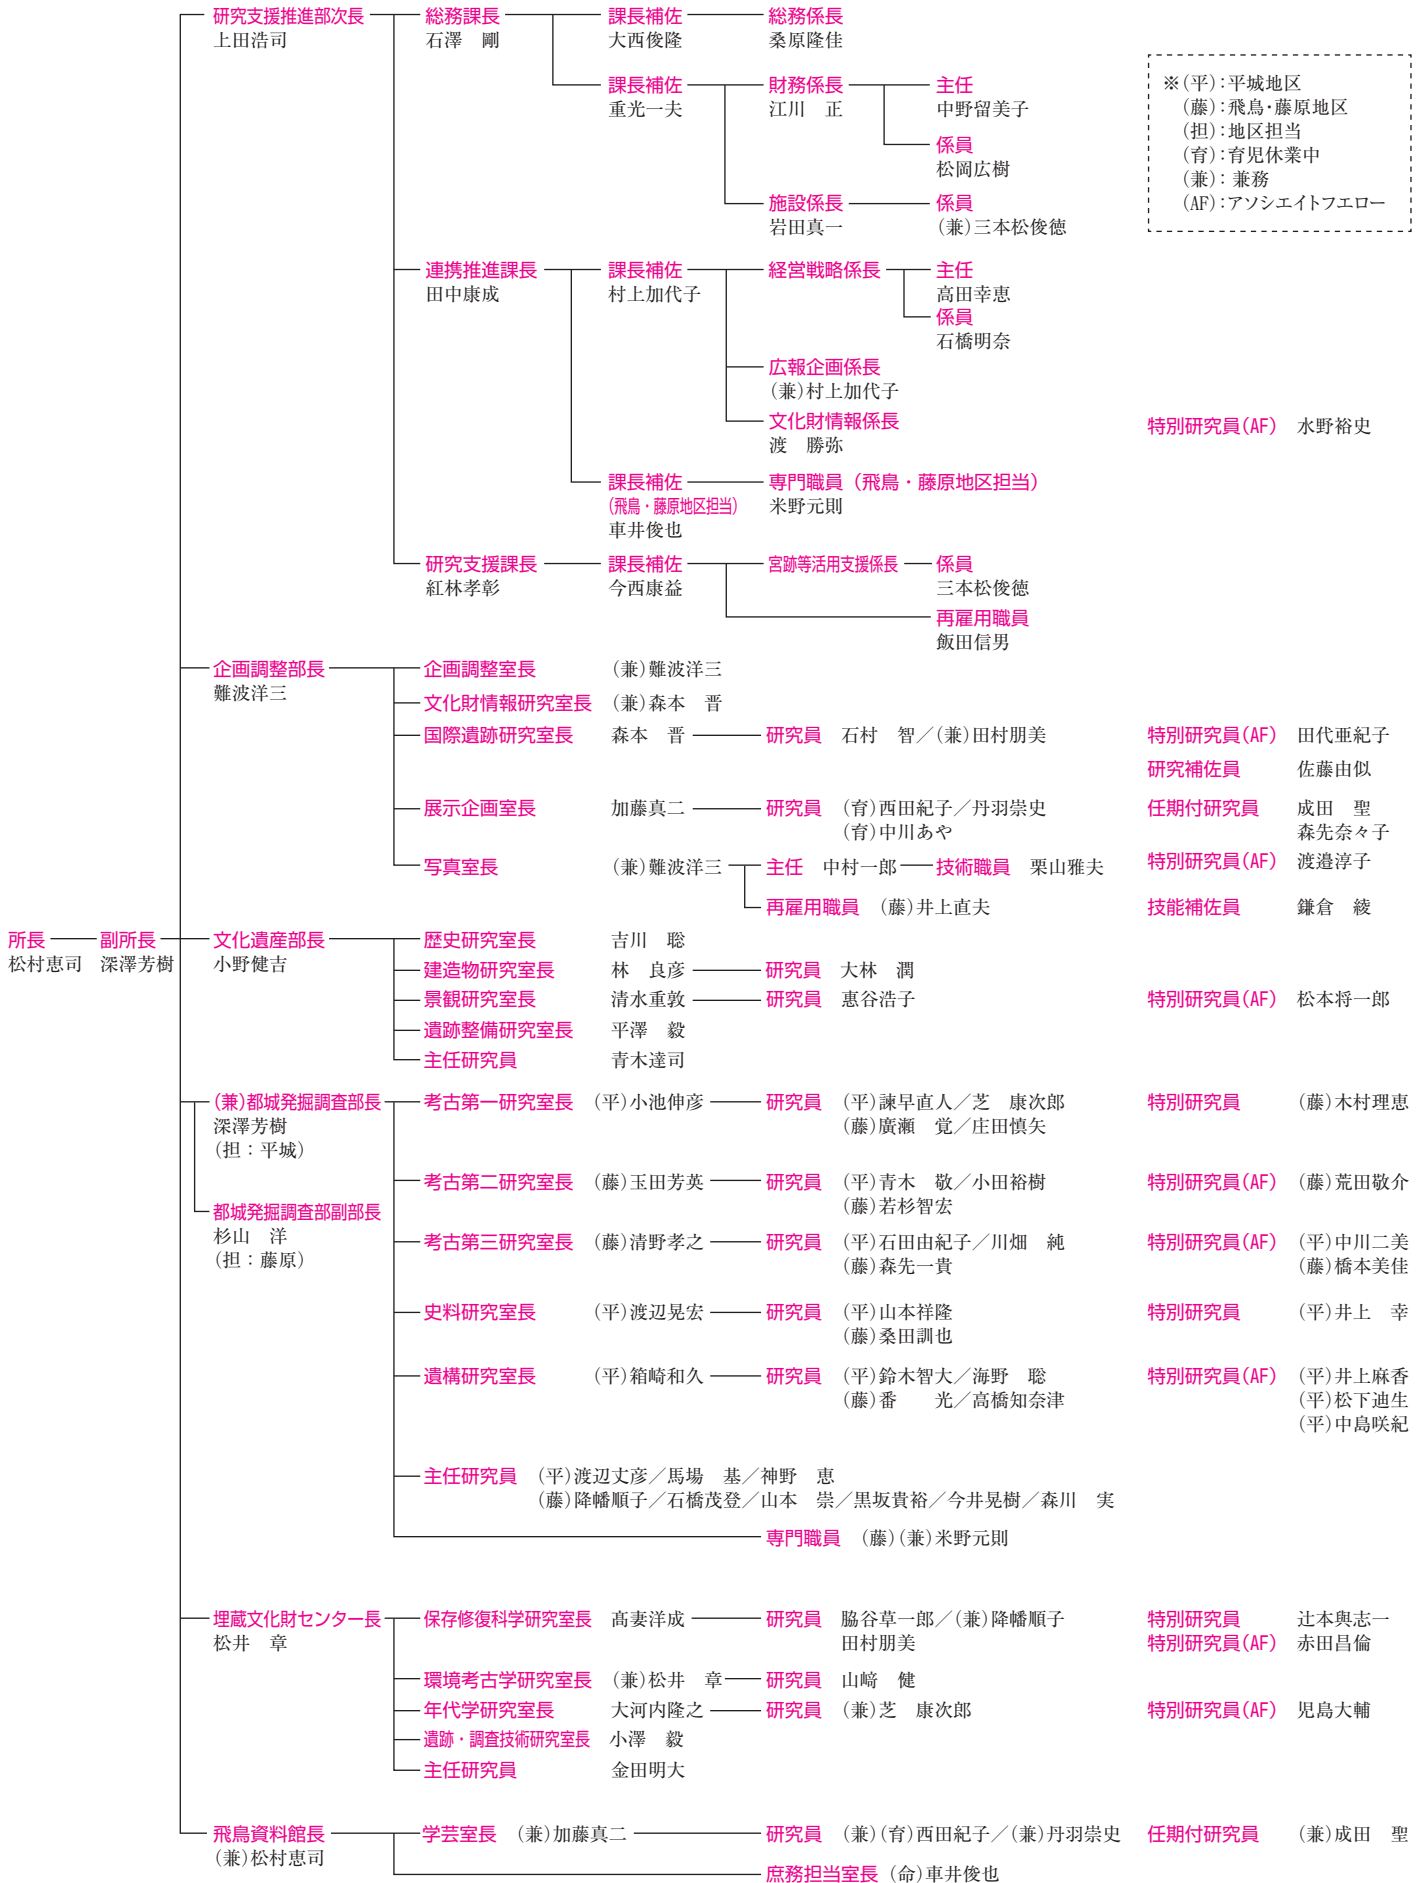 研究支援推進部次長 総務課長 課長補佐 総務係長
上田浩司 石澤　剛 大西俊隆 桑原隆佳
課長補佐 財務係長 主任
重光一夫 江川　正 中野留美子
係員
松岡広樹
施設係長 係員
岩田真一 (兼)三本松俊徳
※(平)：平城地区
(藤)：飛鳥・藤原地区
(担)：地区担当
(育)：育児休業中
(兼)：兼務
(AF)：アソシエイトフエロー
連携推進課長 課長補佐 経営戦略係長 主任
田中康成 村上加代子 高田幸恵
係員
石橋明奈
広報企画係長
(兼)村上加代子
文化財情報係長 特別研究員(AF) 水野裕史
渡　勝弥
課長補佐 専門職員（飛鳥・藤原地区担当）
(飛鳥・藤原地区担当) 米野元則
車井俊也
研究支援課長 課長補佐 宮跡等活用支援係長 係員
紅林孝彰 今西康益 三本松俊徳
再雇用職員
飯田信男
企画調整部長 企画調整室長 (兼)難波洋三
難波洋三
文化財情報研究室長 (兼)森本　晋
国際遺跡研究室長 森本　晋 研究員 石村　智／(兼)田村朋美 特別研究員(AF) 田代亜紀子
研究補佐員 佐藤由似
展示企画室長 加藤真二 研究員 (育)西田紀子／丹羽崇史 任期付研究員 成田　聖
(育)中川あや 森先奈々子
写真室長 (兼)難波洋三 主任 中村一郎 技術職員 栗山雅夫 特別研究員(AF) 渡邉淳子
再雇用職員 (藤)井上直夫 技能補佐員 鎌倉　綾
所長 副所長 文化遺産部長 歴史研究室長 吉川　聡
松村恵司 深澤芳樹 小野健吉
建造物研究室長 林　良彦 研究員 大林　潤
景観研究室長 清水重敦 研究員 惠谷浩子 特別研究員(AF) 松本将一郎
遺跡整備研究室長 平澤　毅
主任研究員 青木達司
(兼)都城発掘調査部長 考古第一研究室長 (平)小池伸彦 研究員 (平)諫早直人／芝　康次郎 特別研究員 (藤)木村理恵
深澤芳樹 (藤)廣瀬　覚／庄田慎矢
(担：平城)
考古第二研究室長 (藤)玉田芳英 研究員 (平)青木　敬／小田裕樹 特別研究員(AF) (藤)荒田敬介
(藤)若杉智宏
都城発掘調査部副部長
杉山　洋
(担：藤原)
考古第三研究室長 (藤)清野孝之 研究員 (平)石田由紀子／川畑　純 特別研究員(AF) (平)中川二美
(藤)森先一貴 (藤)橋本美佳
史料研究室長 (平)渡辺晃宏 研究員 (平)山本祥隆 特別研究員 (平)井上　幸
(藤)桑田訓也
遺構研究室長 (平)箱崎和久 研究員 (平)鈴木智大／海野　聡 特別研究員(AF) (平)井上麻香
(藤)番　　光／高橋知奈津 (平)松下迪生
(平)中島咲紀
主任研究員 (平)渡辺丈彦／馬場　基／神野　恵
(藤)降幡順子／石橋茂登／山本　崇／黒坂貴裕／今井晃樹／森川　実
専門職員 (藤)(兼)米野元則
埋蔵文化財センター長 保存修復科学研究室長 髙妻洋成 研究員 脇谷草一郎／(兼)降幡順子 特別研究員 辻本與志一
松井　章 田村朋美 特別研究員(AF) 赤田昌倫
環境考古学研究室長 (兼)松井　章 研究員 山﨑　健
年代学研究室長 大河内隆之 研究員 (兼)芝　康次郎 特別研究員(AF) 児島大輔
遺跡・調査技術研究室長 小澤　毅
主任研究員 金田明大
飛鳥資料館長 学芸室長 (兼)加藤真二 研究員 (兼)(育)西田紀子／(兼)丹羽崇史 任期付研究員 (兼)成田　聖
(兼)松村恵司
庶務担当室長 (命)車井俊也